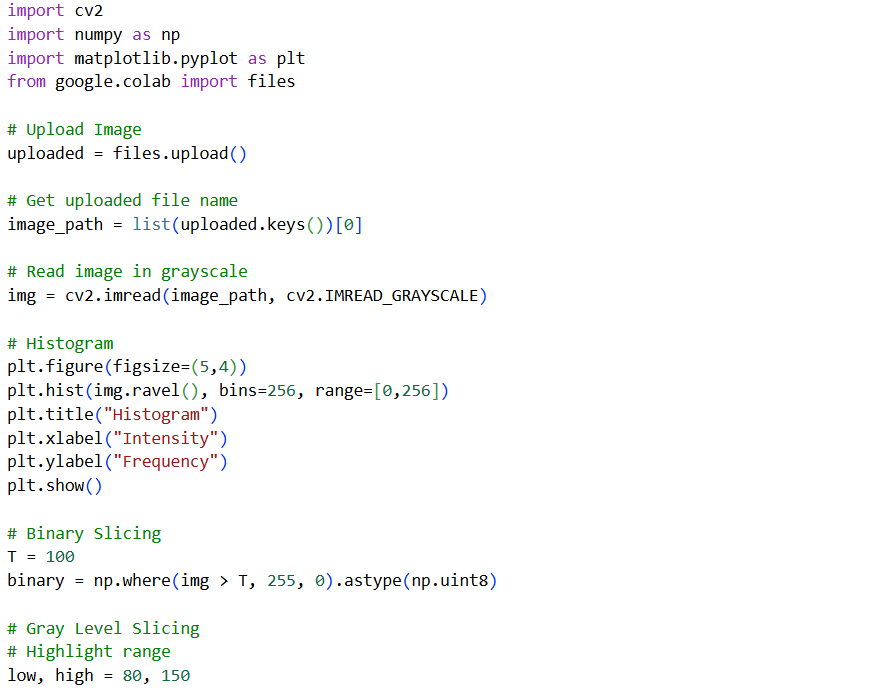 import cv2
import numpy as np
import matplotlib.pyplot as plt
from google.colab import files
# Upload Image
uploaded = files.upload()
# Get uploaded file name
image_path = list(uploaded.keys())[0]
# Read image in grayscale
img = cv2.imread(image_path, cv2.IMREAD_GRAYSCALE)
# Histogram
plt.figure(figsize=(5,4))
plt.hist(img.ravel(), bins=256, range=[0,256])
plt.title("Histogram")
plt.xlabel("Intensity")
plt.ylabel("Frequency")
plt.show()
# Binary Slicing
T = 100
binary = np.where(img > T, 255, 0).astype(np.uint8)
# Gray Level Slicing
# Highlight range
low, high = 80, 150